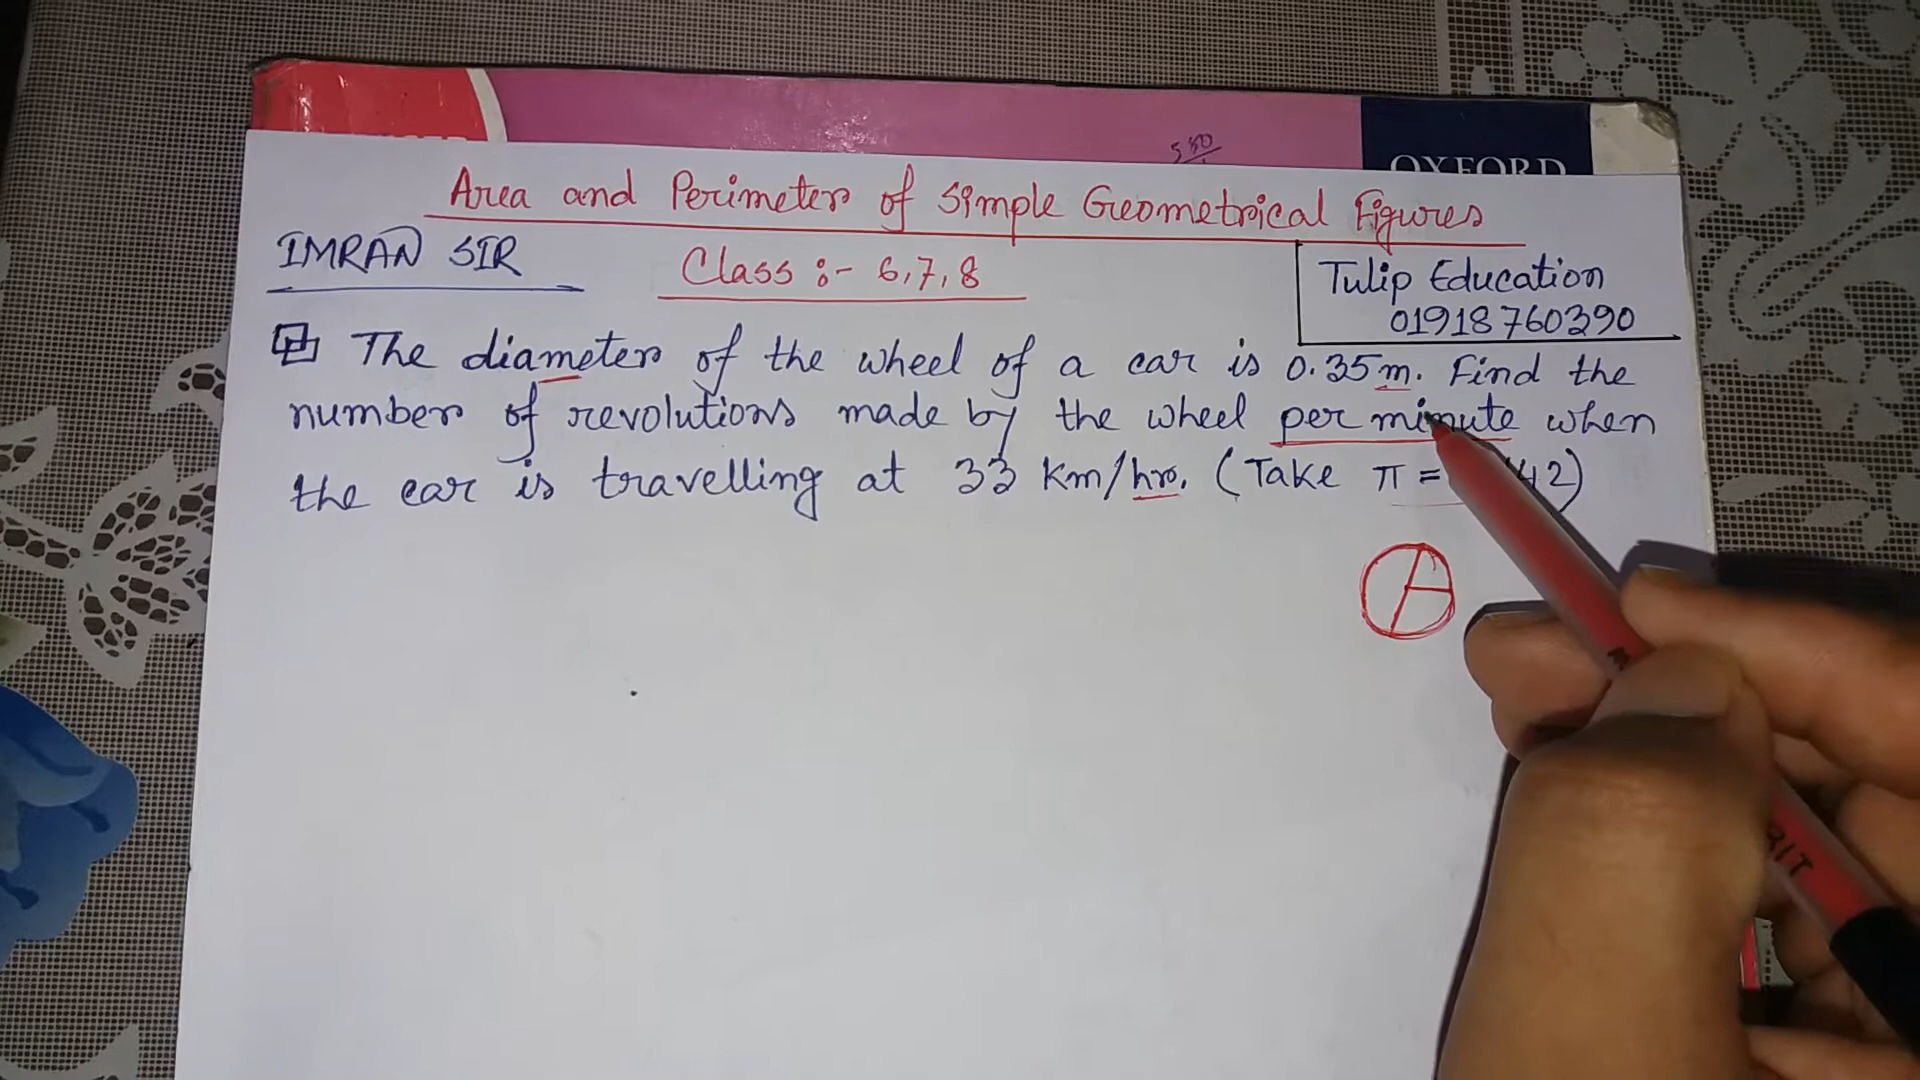 OXFORD
Area and Perimeter of Simple Geometrical Figures
IMRAN SIR
Class :- 6,7,8
Tulip Education
01918760390
The diameter of the wheel of a car is 0.35m. Find the
number of revolutions made by the wheel per minute when
the car is travelling at 33 km/hr. (Take π = 42)